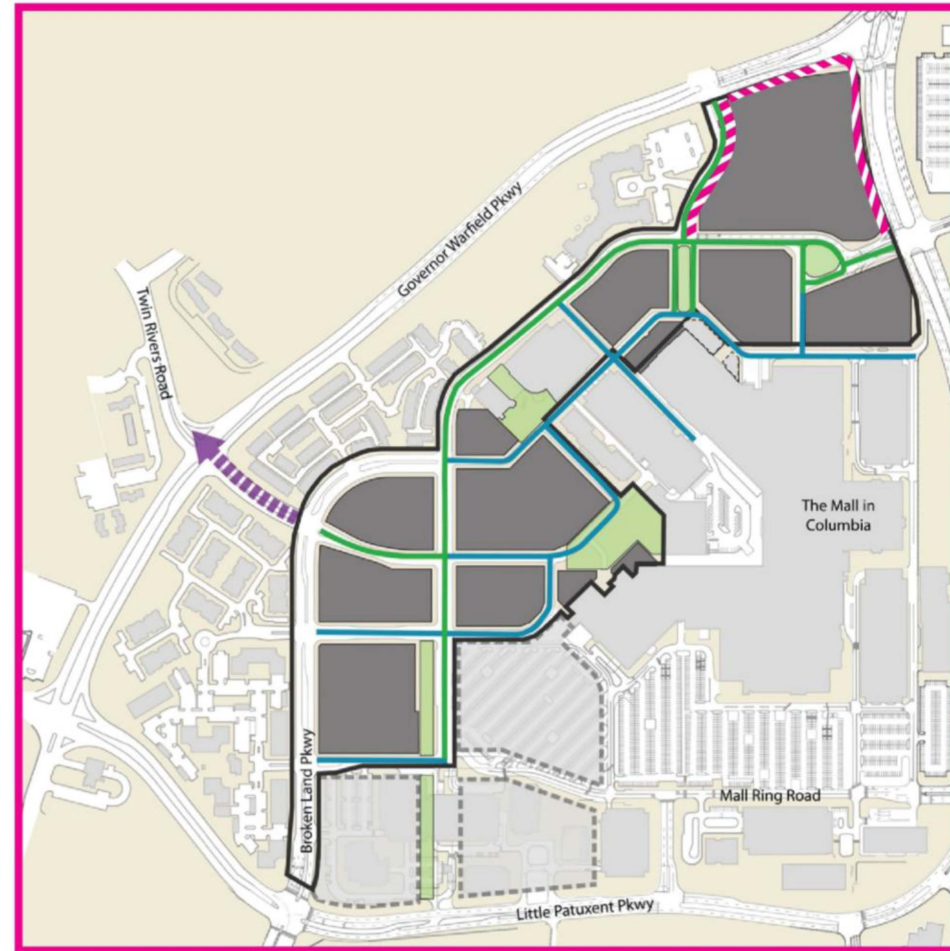 Governor Warfield Pkwy
Twin Rivers Road
The Mall in
Columbia
Broken Land Pkwy
Mall Ring Road
Little Patuxent Pkwy